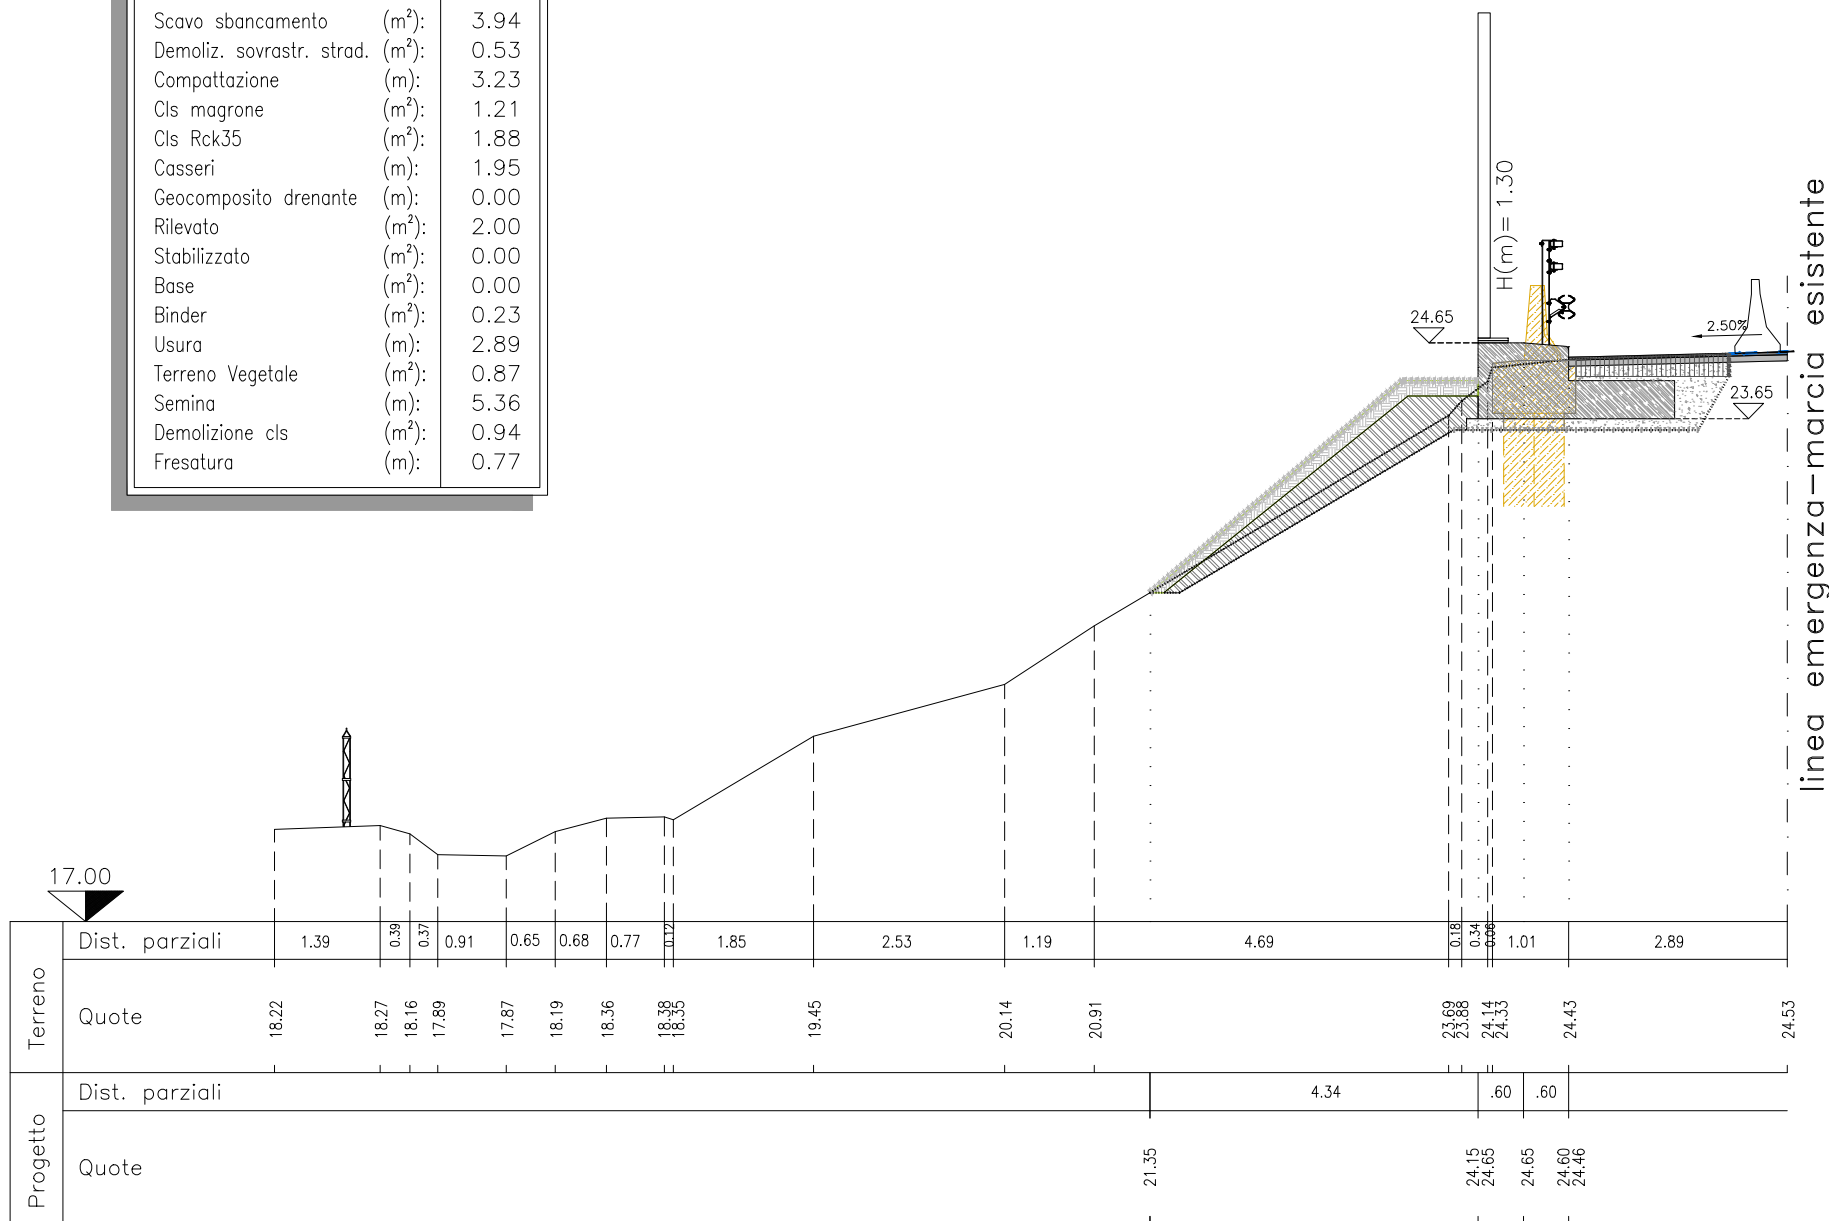 Scavo sbancamento (m²): 3.94
Demoliz. sovrastr. strad. (m²): 0.53
Compattazione (m): 3.23
Cls magrone (m²): 1.21
Cls Rck35 (m²): 1.88
Casseri (m): 1.95
Geocomposito drenante (m): 0.00
Rilevato (m²): 2.00
Stabilizzato (m²): 0.00
Base (m²): 0.00
Binder (m²): 0.23
Usura (m): 2.89
Terreno Vegetale (m²): 0.87
Semina (m): 5.36
Demolizione cls (m²): 0.94
Fresatura (m): 0.77
H(m)= 1.30
24.65
2.50%
23.65
linea emergenza-marcia esistente
17.00
Terreno
Dist. parziali 1.39 0.39 0.37 0.91 0.65 0.68 0.77 0.12 1.85 2.53 1.19 4.69 0.18 0.34 0.06 1.01 2.89
Quote 18.22 18.27 18.16 17.89 17.87 18.19 18.36 18.38 18.35 19.45 20.14 20.91 23.69 23.88 24.14 24.33 24.43 24.53
Progetto
Dist. parziali 4.34 .60 .60
Quote 21.35 24.15 24.65 24.65 24.60 24.46